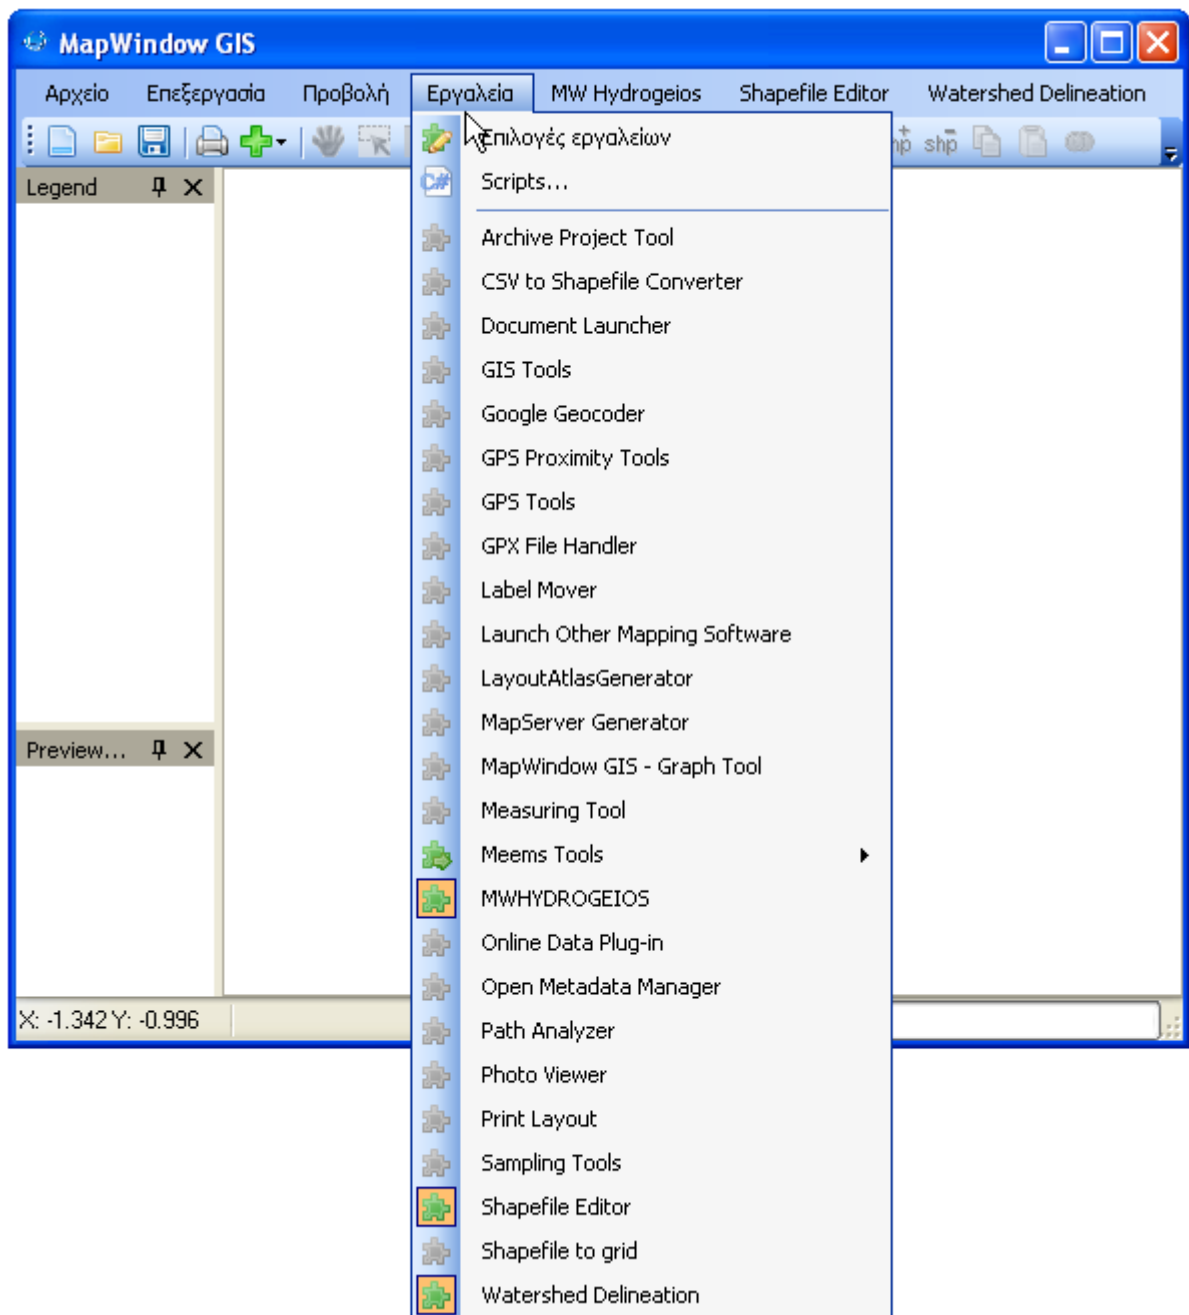 MapWindow GIS
Αρχείο Επεξεργασία Προβολή Εργαλεία MW Hydrogeios Shapefile Editor Watershed Delineation
shp
Επιλογές εργαλείων
C#
Scripts...
Legend
Archive Project Tool
CSV to Shapefile Converter
Document Launcher
GIS Tools
Google Geocoder
GPS Proximity Tools
GPS Tools
GPX File Handler
Label Mover
Launch Other Mapping Software
LayoutAtlasGenerator
MapServer Generator
Preview...
MapWindow GIS - Graph Tool
Measuring Tool
Meems Tools
MWHYDROGEIOS
Online Data Plug-in
Open Metadata Manager
X: -1.342 Y: -0.996
Path Analyzer
Photo Viewer
Print Layout
Sampling Tools
Shapefile Editor
Shapefile to grid
Watershed Delineation